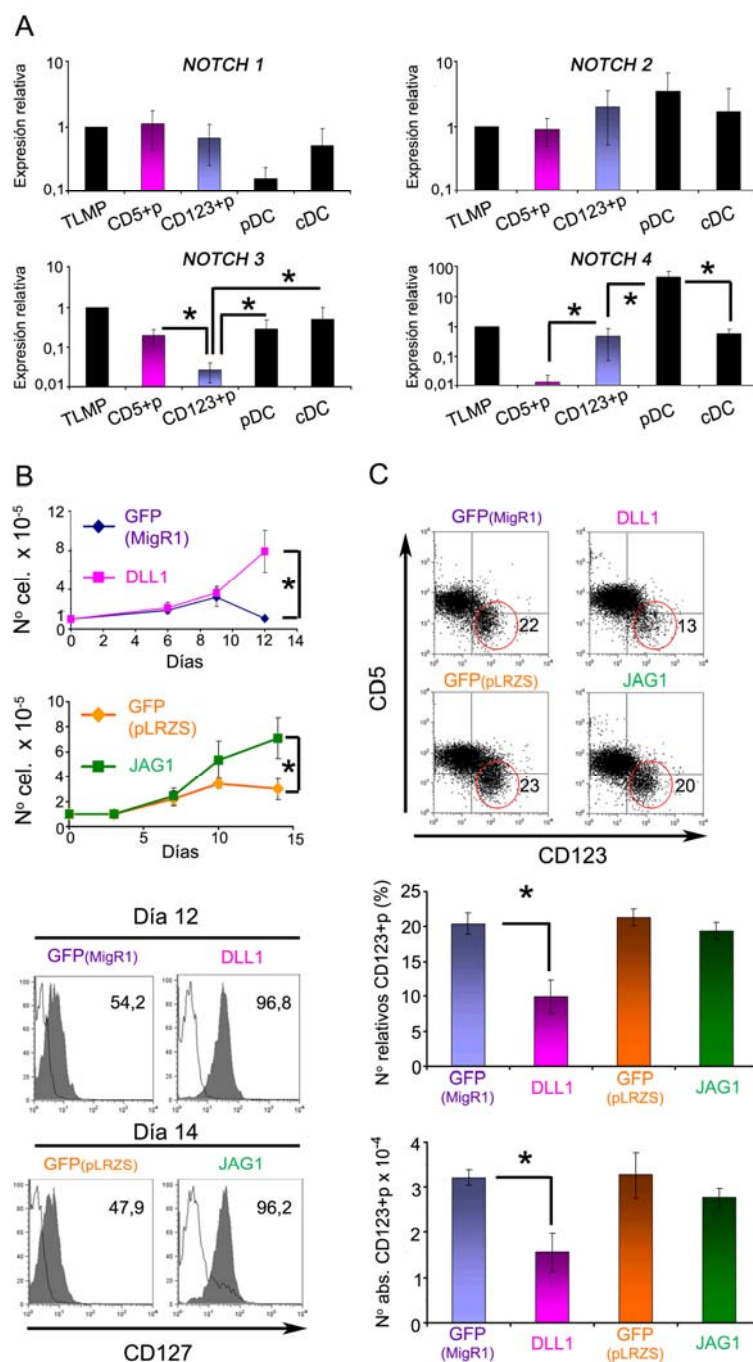 A
NOTCH 1
Expresión relativa
10
1
0,1
TLMP CD5+p CD123+p pDC cDC
NOTCH 2
Expresión relativa
10
1
0,1
TLMP CD5+p CD123+p pDC cDC
NOTCH 3
Expresión relativa
10
1
0,1
0,01
* * *
TLMP CD5+p CD123+p pDC cDC
NOTCH 4
Expresión relativa
100
10
1
0,1
0,01
* * *
TLMP CD5+p CD123+p pDC cDC
B
Nº cel. x 10-5
12
8
4
1
GFP
(MigR1)
DLL1
*
0 2 4 6 8 10 12 14
Días
Nº cel. x 10-5
10
8
6
4
2
0
GFP
(pLRZS)
JAG1
*
0 5 10 15
Días
Día 12
GFP(MigR1) DLL1
54,2 96,8
Día 14
GFP(pLRZS) JAG1
47,9 96,2
CD127
C
GFP(MigR1) DLL1
22 13
GFP(pLRZS) JAG1
23 20
CD5
CD123
Nº relativos CD123+p (%)
25
20
15
10
5
0
*
GFP
(MigR1)
DLL1
GFP
(pLRZS)
JAG1
Nº abs. CD123+p x 10-4
4
3
2
1
0
*
GFP
(MigR1)
DLL1
GFP
(pLRZS)
JAG1